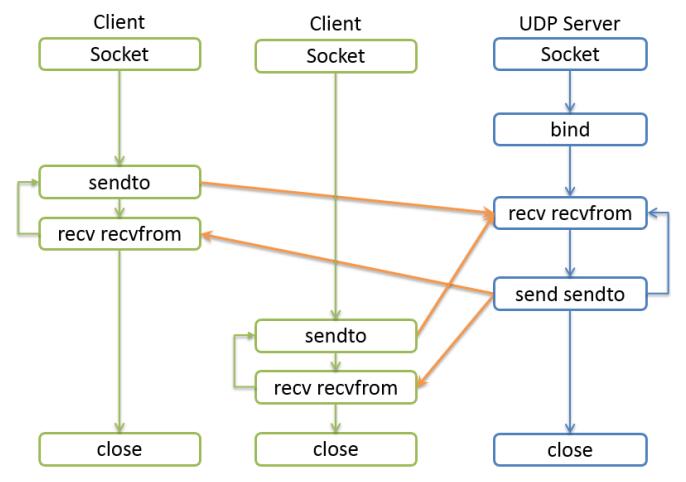 Client
Client
UDP Server
Socket
Socket
Socket
bind
sendto
recv recvfrom
recv recvfrom
send sendto
sendto
recv recvfrom
close
close
close